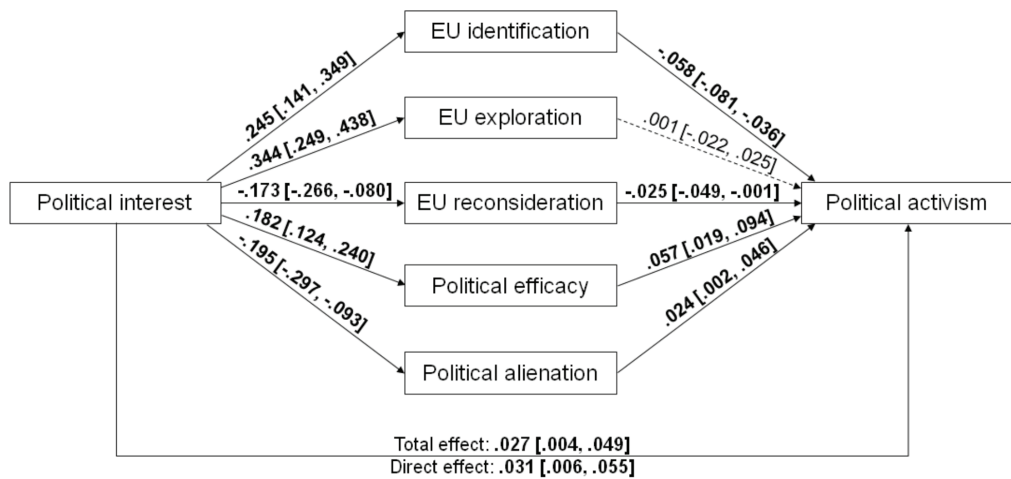 EU identification
.245 [.141, .349]
-.058 [-.081, -.036]
EU exploration
.344 [.249, .438]
.001 [-.022, .025]
Political interest
-.173 [-.266, -.080]
EU reconsideration
-.025 [-.049, -.001]
Political activism
.182 [.124, .240]
Political efficacy
.057 [.019, .094]
-.195 [-.297, -.093]
Political alienation
.024 [.002, .046]
Total effect: .027 [.004, .049]
Direct effect: .031 [.006, .055]